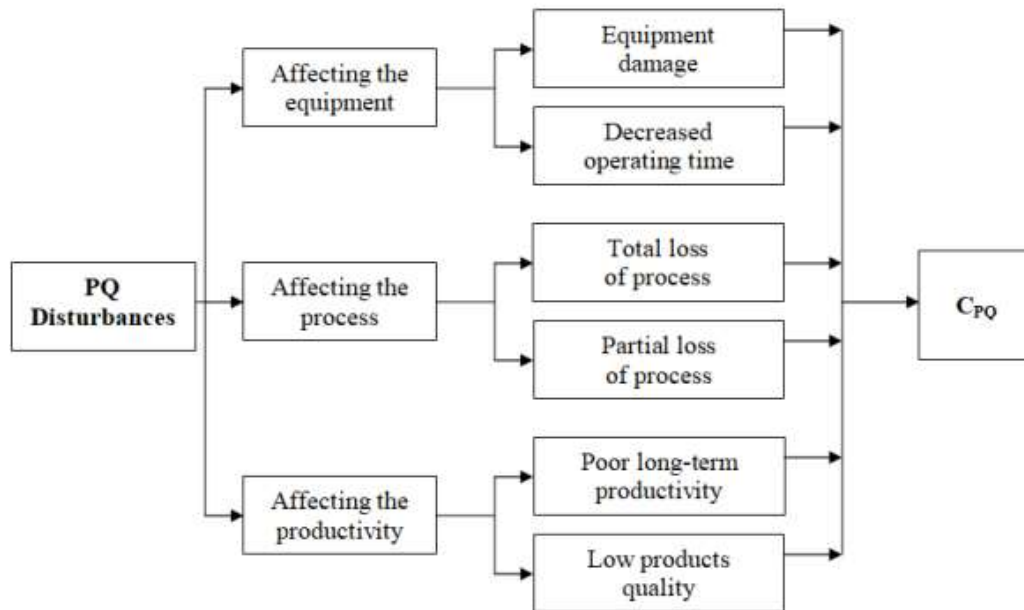 PQ
Disturbances
Affecting the
equipment
Equipment
damage
Decreased
operating time
Affecting the
process
Total loss
of process
Partial loss
of process
Affecting the
productivity
Poor long-term
productivity
Low products
quality
C_PQ